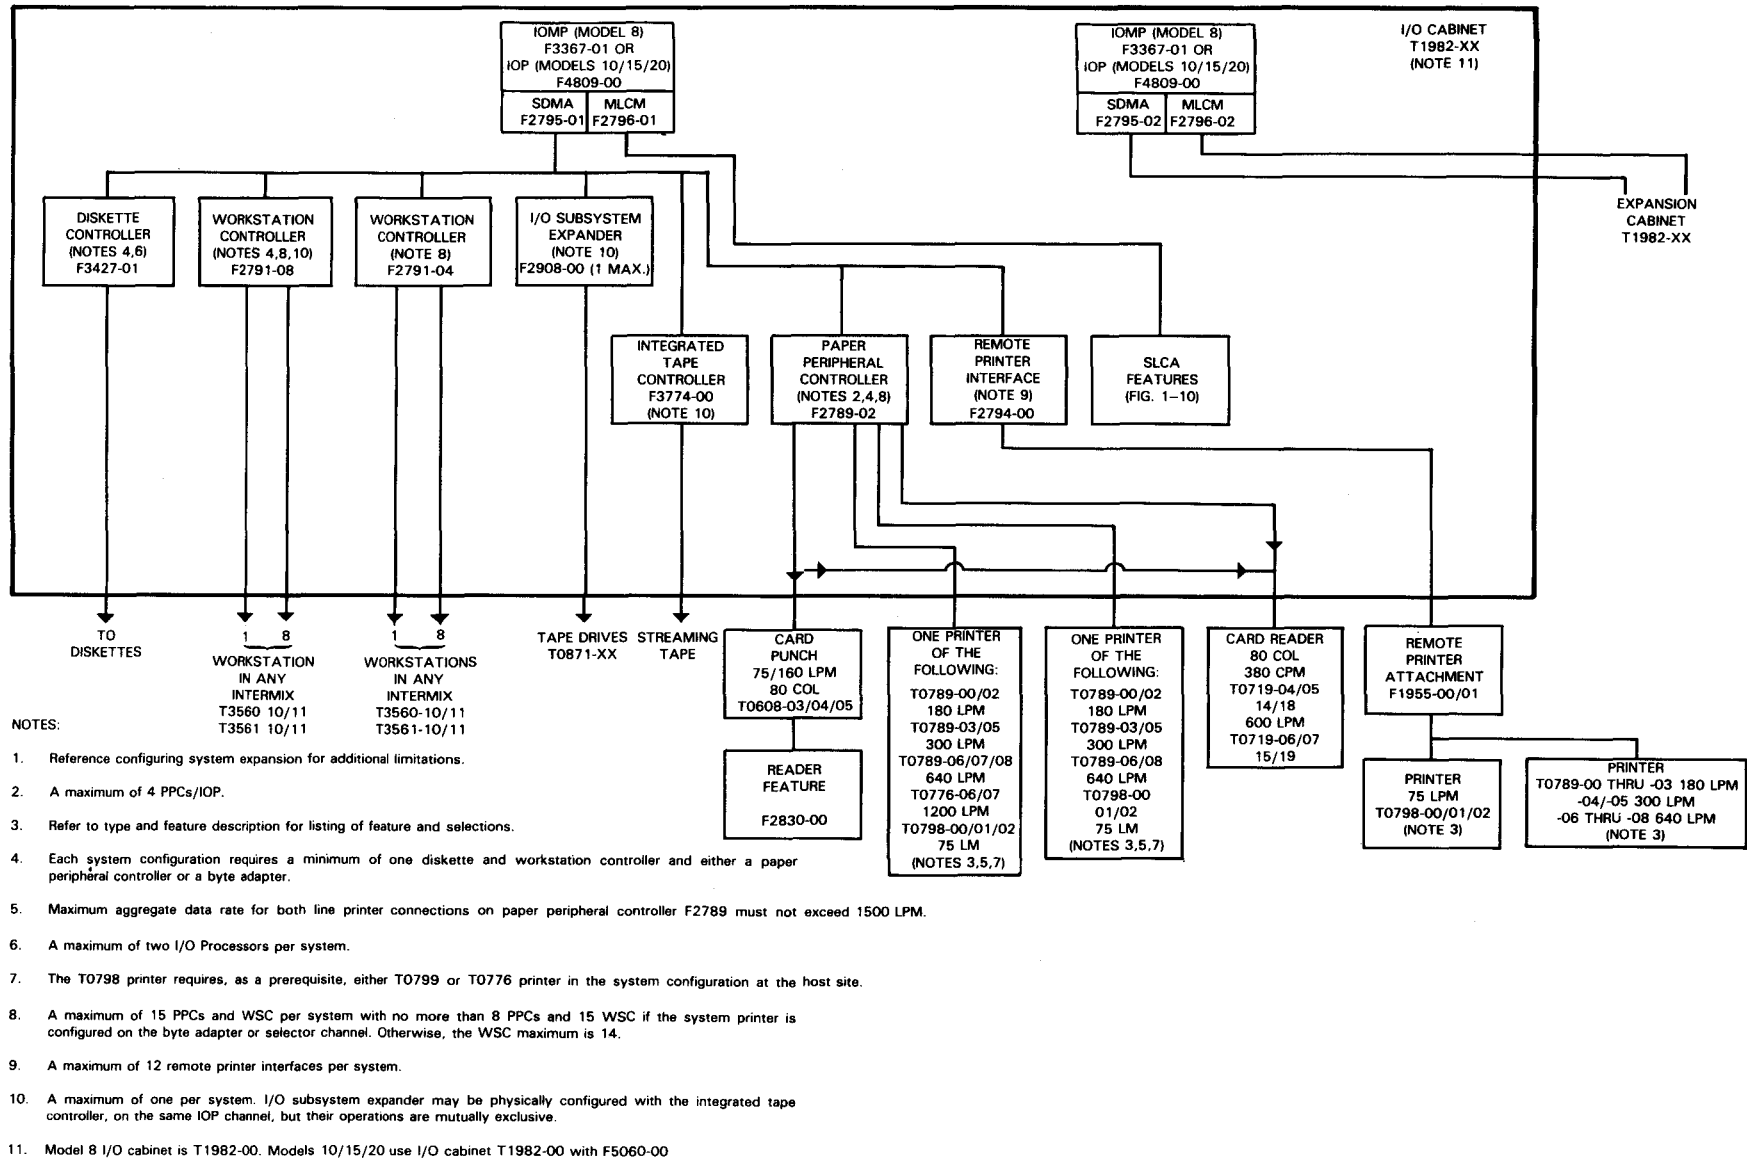 IOMP (MODEL 8)
F3367-01 OR
IOP (MODELS 10/15/20)
F4809-00
SDMA
F2795-01
MLCM
F2796-01
IOMP (MODEL 8)
F3367-01 OR
IOP (MODELS 10/15/20)
F4809-00
SDMA
F2795-02
MLCM
F2796-02
I/O CABINET
T1982-XX
(NOTE 11)
EXPANSION
CABINET
T1982-XX
DISKETTE
CONTROLLER
(NOTES 4,6)
F3427-01
WORKSTATION
CONTROLLER
(NOTES 4,8,10)
F2791-08
WORKSTATION
CONTROLLER
(NOTE 8)
F2791-04
I/O SUBSYSTEM
EXPANDER
(NOTE 10)
F2908-00 (1 MAX.)
INTEGRATED
TAPE
CONTROLLER
F3774-00
(NOTE 10)
PAPER
PERIPHERAL
CONTROLLER
(NOTES 2,4,8)
F2789-02
REMOTE
PRINTER
INTERFACE
(NOTE 9)
F2794-00
SLCA
FEATURES
(FIG. 1–10)
TO
DISKETTES
1 8
WORKSTATION
IN ANY
INTERMIX
T3560 10/11
T3561 10/11
1 8
WORKSTATIONS
IN ANY
INTERMIX
T3560-10/11
T3561-10/11
TAPE DRIVES
T0871-XX
STREAMING
TAPE
CARD
PUNCH
75/160 LPM
80 COL
T0608-03/04/05
READER
FEATURE
F2830-00
ONE PRINTER
OF THE
FOLLOWING:
T0789-00/02
180 LPM
T0789-03/05
300 LPM
T0789-06/07/08
640 LPM
T0776-06/07
1200 LPM
T0798-00/01/02
75 LM
(NOTES 3,5,7)
ONE PRINTER
OF THE
FOLLOWING:
T0789-00/02
180 LPM
T0789-03/05
300 LPM
T0789-06/08
640 LPM
T0798-00
01/02
75 LM
(NOTES 3,5,7)
CARD READER
80 COL
380 CPM
T0719-04/05
14/18
600 LPM
T0719-06/07
15/19
REMOTE
PRINTER
ATTACHMENT
F1955-00/01
PRINTER
75 LPM
T0798-00/01/02
(NOTE 3)
PRINTER
T0789-00 THRU -03 180 LPM
-04/-05 300 LPM
-06 THRU -08 640 LPM
(NOTE 3)
NOTES:
1. Reference configuring system expansion for additional limitations.
2. A maximum of 4 PPCs/IOP.
3. Refer to type and feature description for listing of feature and selections.
4. Each system configuration requires a minimum of one diskette and workstation controller and either a paper
peripheral controller or a byte adapter.
5. Maximum aggregate data rate for both line printer connections on paper peripheral controller F2789 must not exceed 1500 LPM.
6. A maximum of two I/O Processors per system.
7. The T0798 printer requires, as a prerequisite, either T0799 or T0776 printer in the system configuration at the host site.
8. A maximum of 15 PPCs and WSC per system with no more than 8 PPCs and 15 WSC if the system printer is
configured on the byte adapter or selector channel. Otherwise, the WSC maximum is 14.
9. A maximum of 12 remote printer interfaces per system.
10. A maximum of one per system. I/O subsystem expander may be physically configured with the integrated tape
controller, on the same IOP channel, but their operations are mutually exclusive.
11. Model 8 I/O cabinet is T1982-00. Models 10/15/20 use I/O cabinet T1982-00 with F5060-00